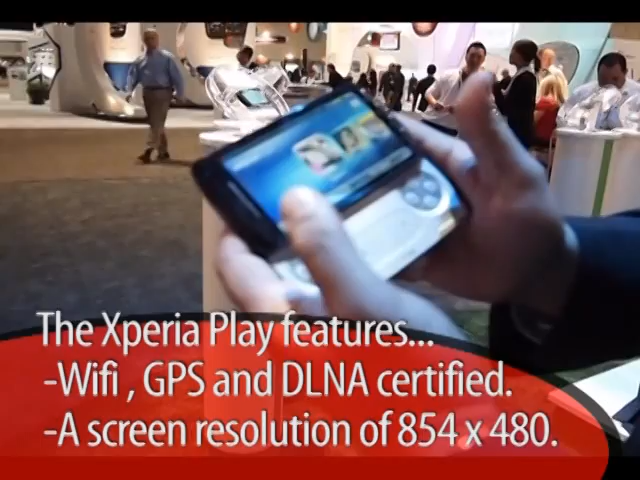 The Xperia Play features...
-Wifi , GPS and DLNA certified.
-A screen resolution of 854 x 480.